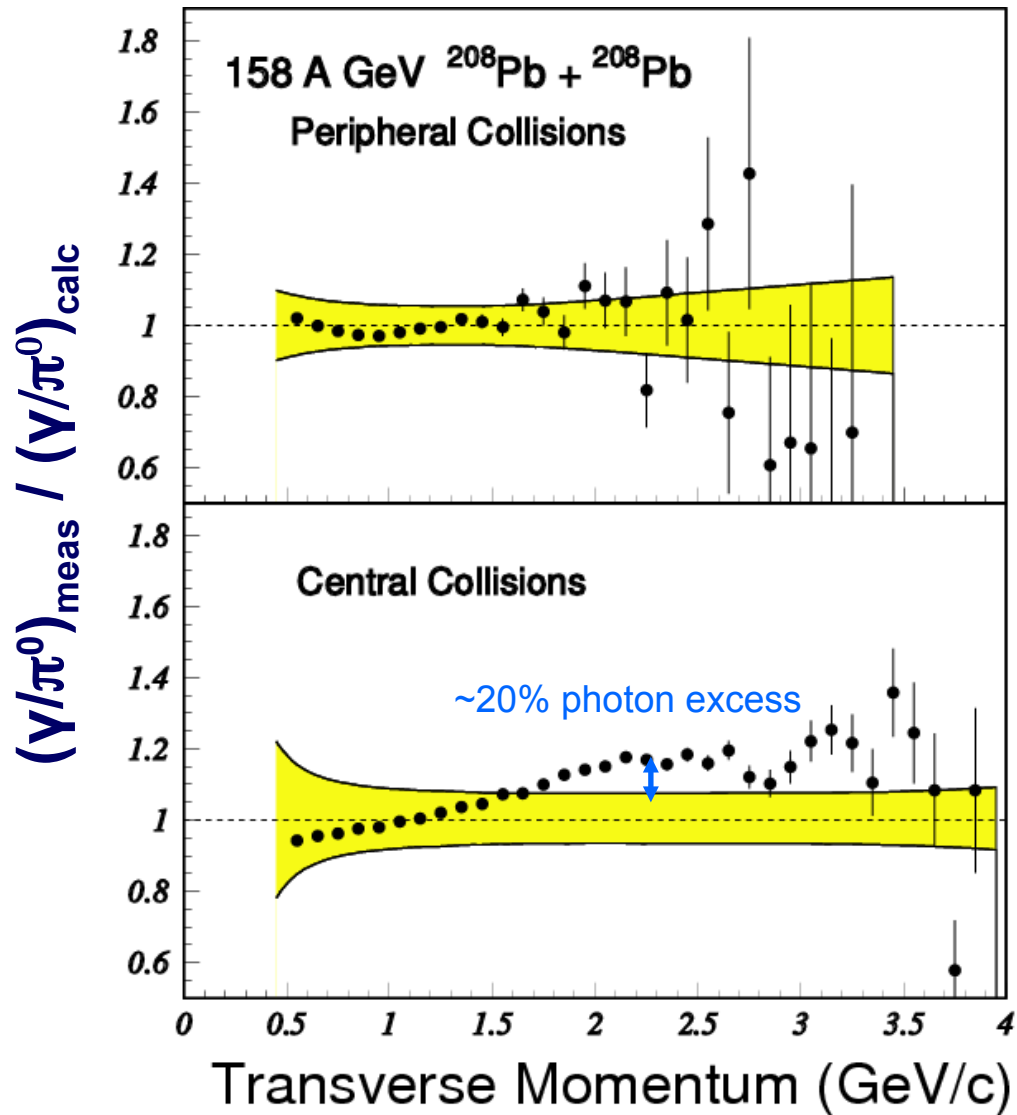 158 A GeV ²⁰⁸Pb + ²⁰⁸Pb
Peripheral Collisions
1.8
1.6
1.4
1.2
1
0.8
0.6
(γ/π⁰)meas / (γ/π⁰)calc
Central Collisions
~20% photon excess
1.8
1.6
1.4
1.2
1
0.8
0.6
0 0.5 1 1.5 2 2.5 3 3.5 4
Transverse Momentum (GeV/c)